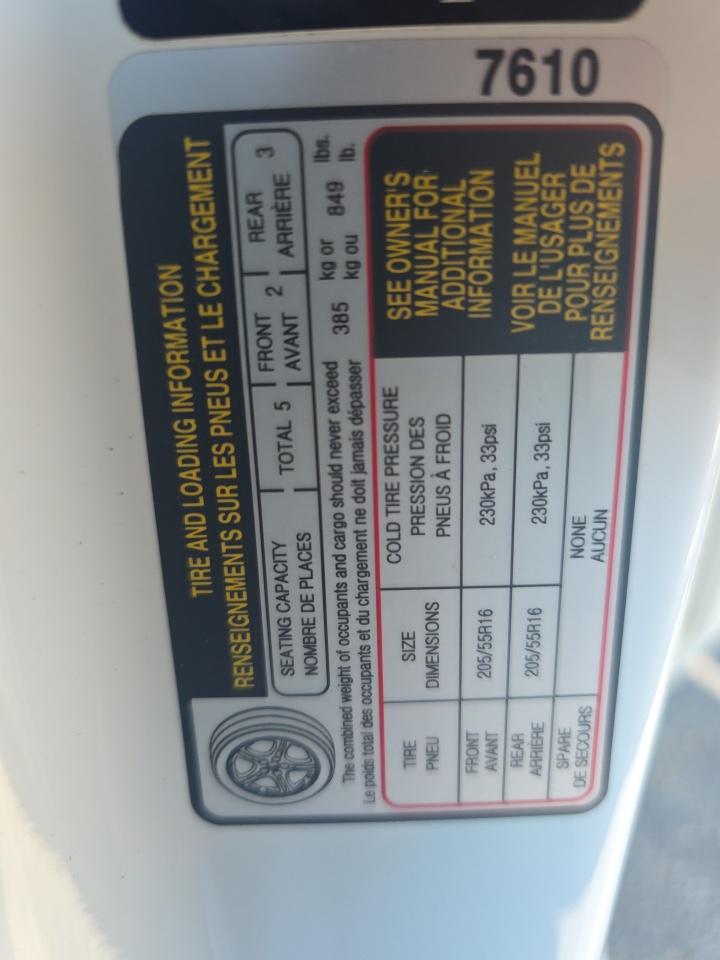 7610
TIRE AND LOADING INFORMATION
RENSEIGNEMENTS SUR LES PNEUS ET LE CHARGEMENT
SEATING CAPACITY
NOMBRE DE PLACES
TOTAL 5
FRONT
AVANT
2
REAR
ARRIÈRE
3
The combined weight of occupants and cargo should never exceed 385 kg or 849 lbs.
Le poids total des occupants et du chargement ne doit jamais dépasser kg ou lb.
TIRE
PNEU
SIZE
DIMENSIONS
COLD TIRE PRESSURE
PRESSION DES
PNEUS À FROID
FRONT
AVANT
205/55R16
230kPa, 33psi
REAR
ARRIÈRE
205/55R16
230kPa, 33psi
SPARE
DE SECOURS
NONE
AUCUN
SEE OWNER'S
MANUAL FOR
ADDITIONAL
INFORMATION
VOIR LE MANUEL
DE L'USAGER
POUR PLUS DE
RENSEIGNEMENTS